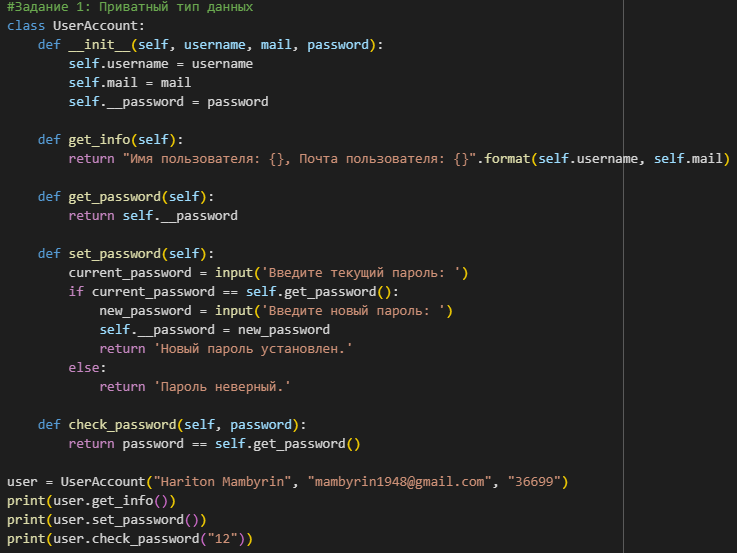 #Задание 1: Приватный тип данных
class UserAccount:
    def __init__(self, username, mail, password):
        self.username = username
        self.mail = mail
        self.__password = password

    def get_info(self):
        return "Имя пользователя: {}, Почта пользователя: {}".format(self.username, self.mail)

    def get_password(self):
        return self.__password

    def set_password(self):
        current_password = input('Введите текущий пароль: ')
        if current_password == self.get_password():
            new_password = input('Введите новый пароль: ')
            self.__password = new_password
            return 'Новый пароль установлен.'
        else:
            return 'Пароль неверный.'

    def check_password(self, password):
        return password == self.get_password()

user = UserAccount("Hariton Mambyrin", "mambyrin1948@gmail.com", "36699")
print(user.get_info())
print(user.set_password())
print(user.check_password("12"))